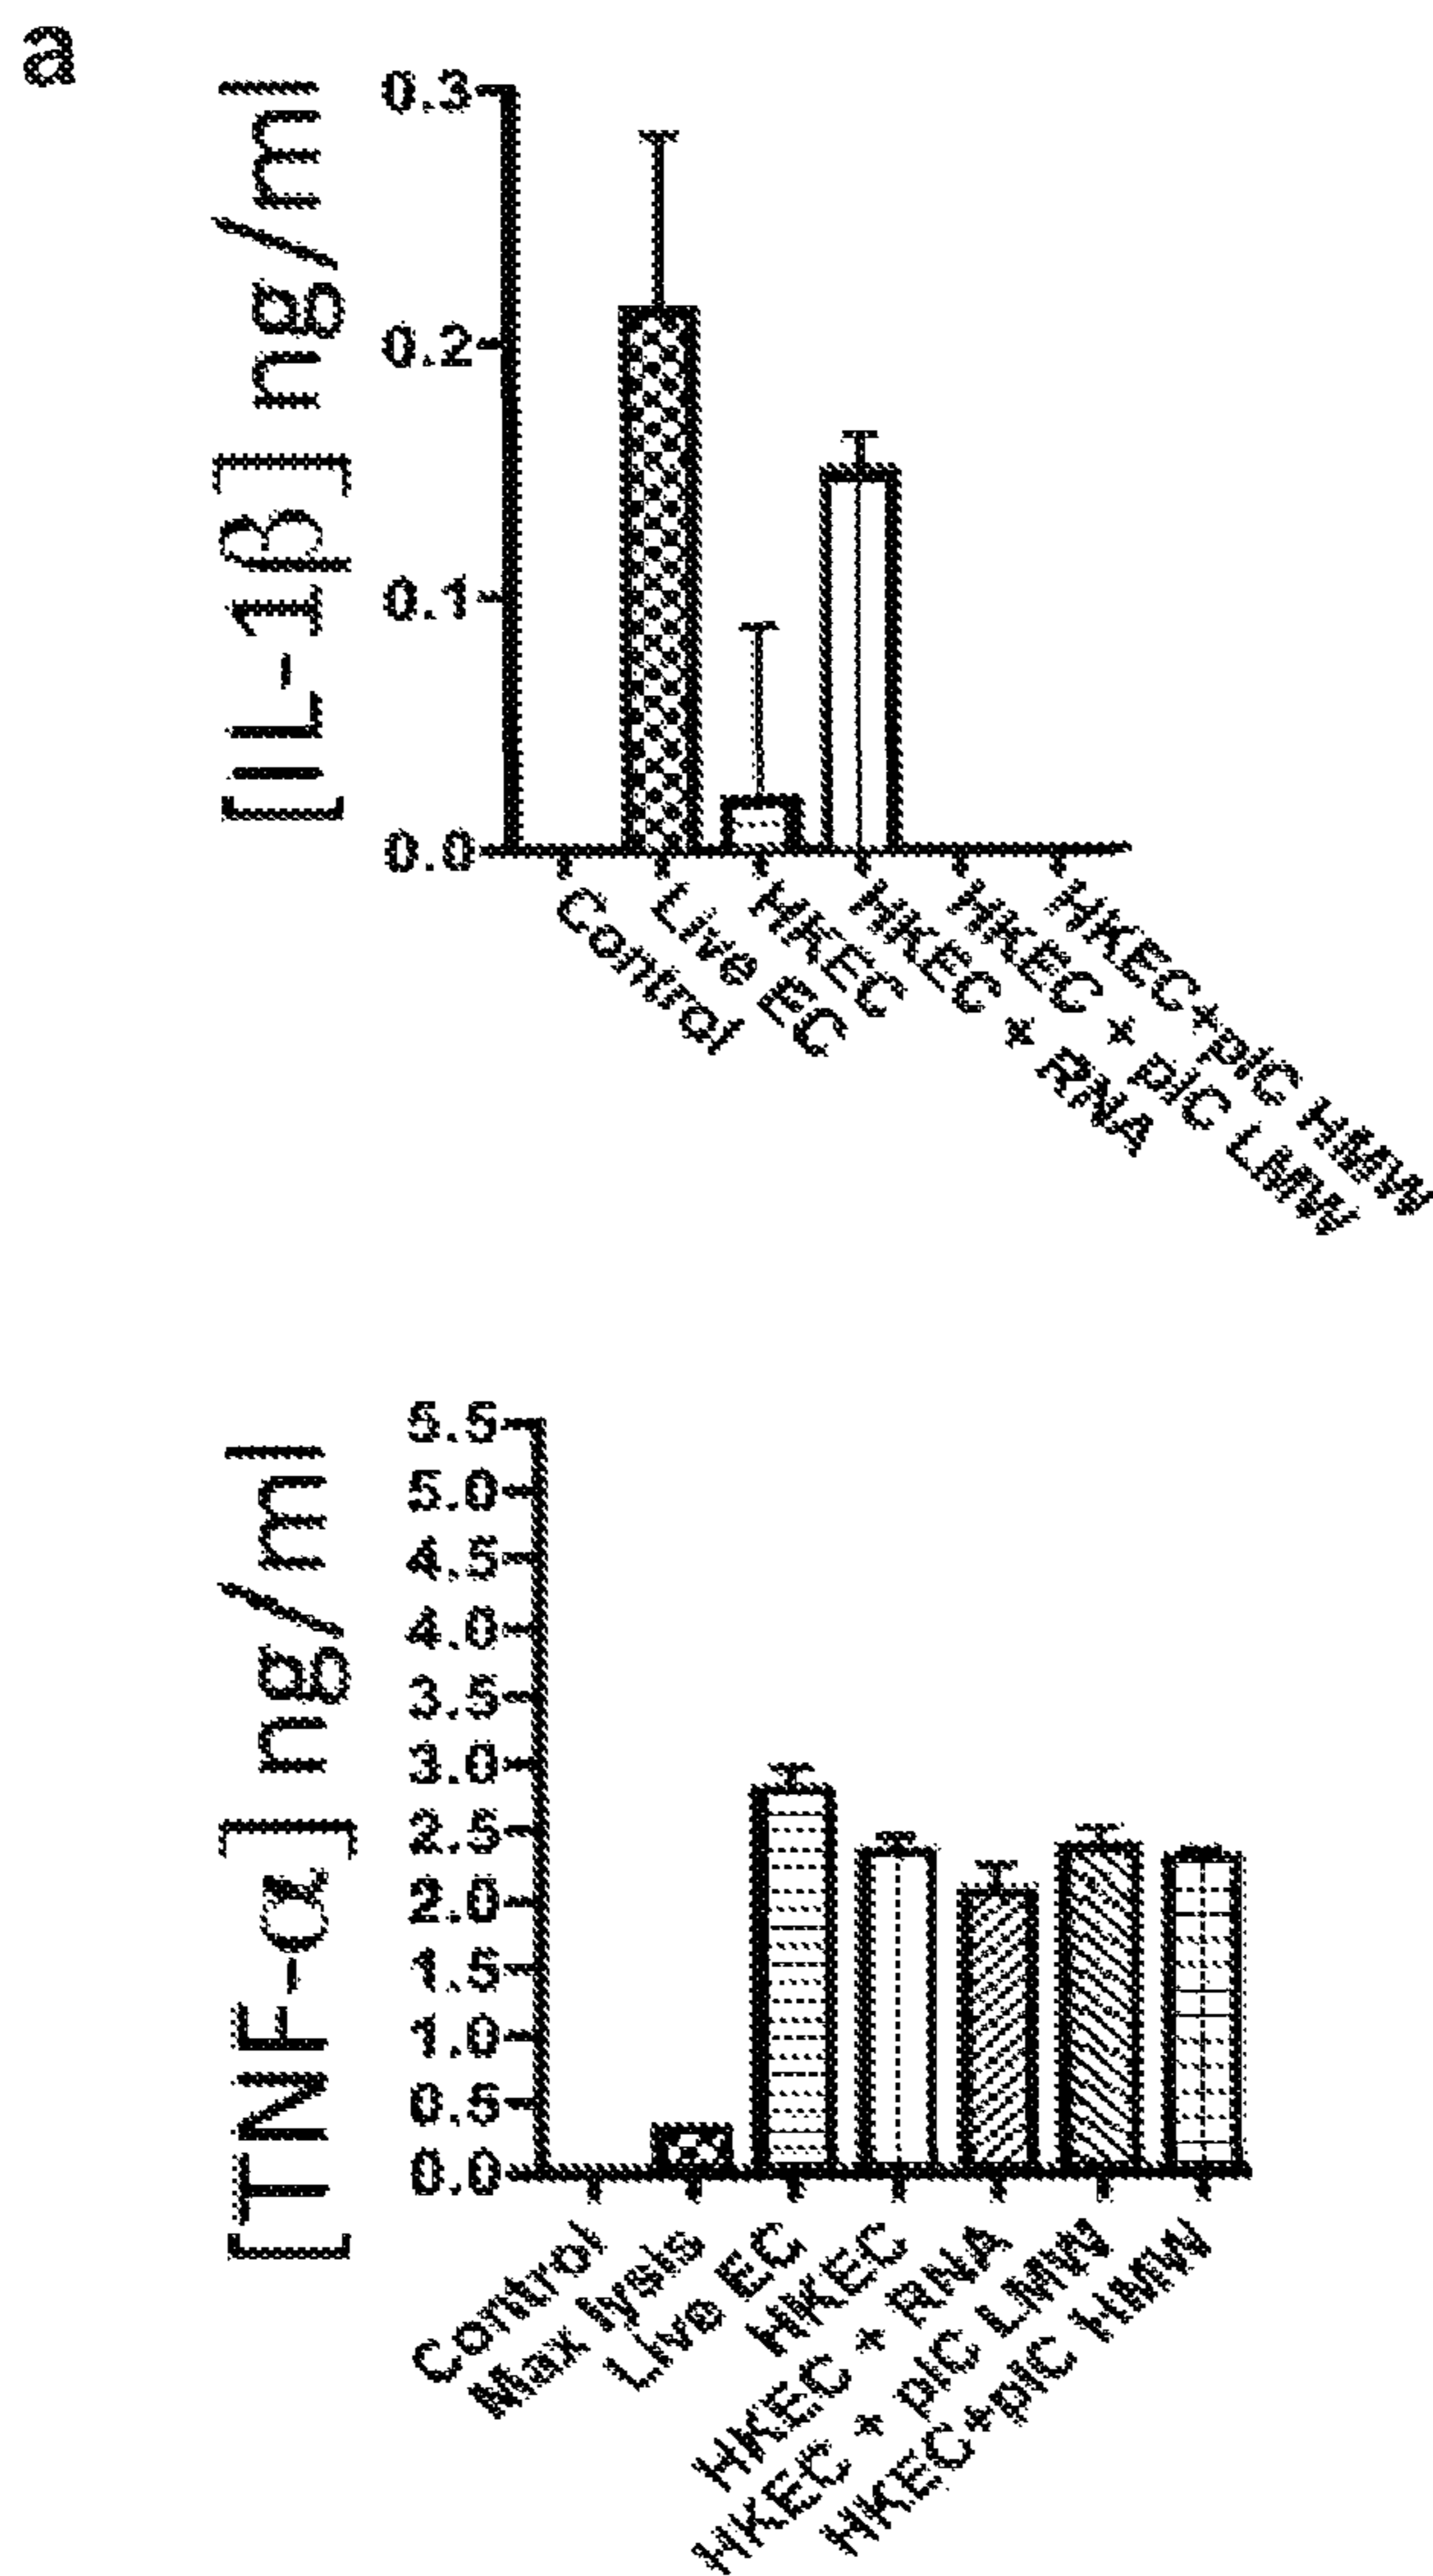 a
[IL-1β] ng/ml
0.3
0.2
0.1
0.0
Control
Live EC
HKEC
HKEC + RNA
HKEC + pIC LMW
HKEC+pIC HMW
[TNF-α] ng/ml
5.5
5.0
4.5
4.0
3.5
3.0
2.5
2.0
1.5
1.0
0.5
0.0
Control
Max lysis
Live EC
HKEC
HKEC + RNA
HKEC + pIC LMW
HKEC+pIC HMW